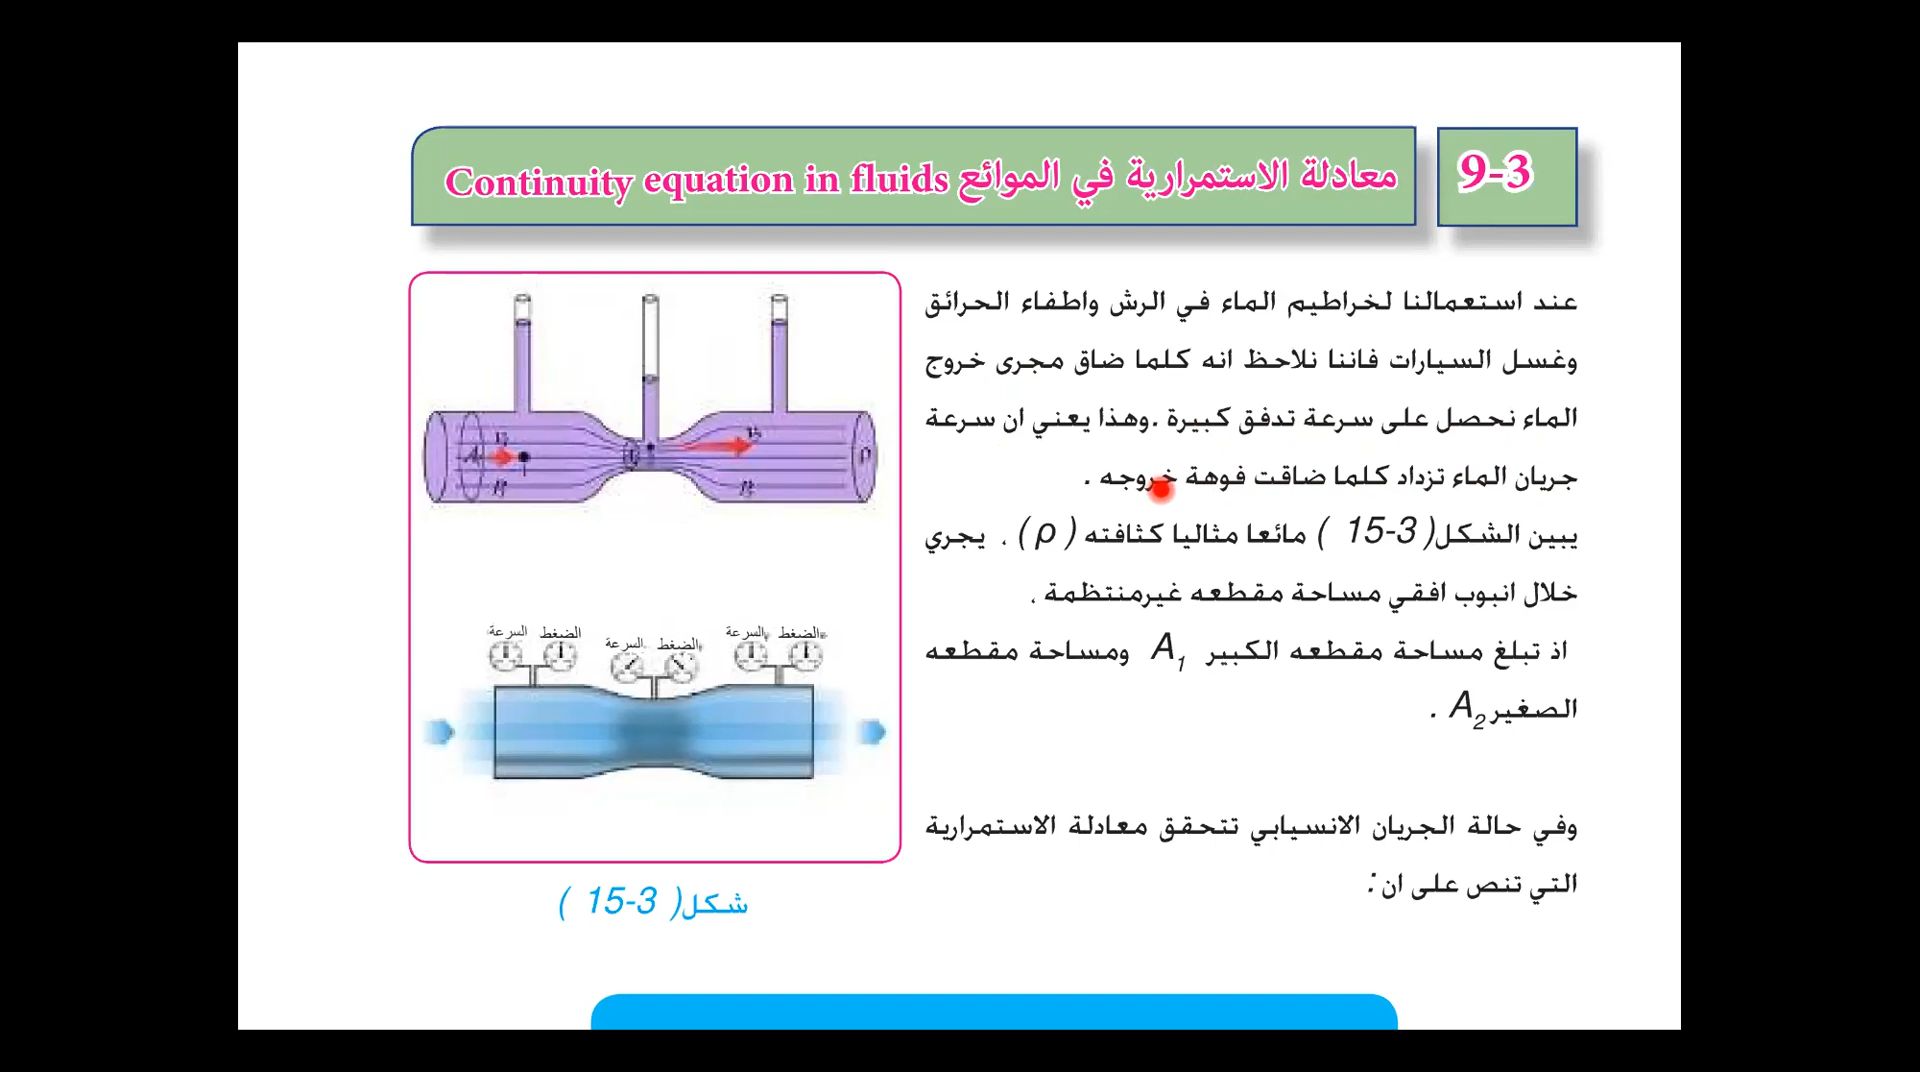 9-3
معادلة الاستمرارية في الموائع Continuity equation in fluids
عند استعمالنا لخراطيم الماء في الرش واطفاء الحرائق
وغسل السيارات فاننا نلاحظ انه كلما ضاق مجرى خروج
الماء نحصل على سرعة تدفق كبيرة .وهذا يعني ان سرعة
جريان الماء تزداد كلما ضاقت فوهة خروجه .
يبين الشكل( 3-15 ) مائعا مثاليا كثافته ( ρ ) ، يجري
خلال انبوب افقي مساحة مقطعه غيرمنتظمة ،
اذ تبلغ مساحة مقطعه الكبير A₁ ومساحة مقطعه
الصغير A₂ .
وفي حالة الجريان الانسيابي تتحقق معادلة الاستمرارية
التي تنص على ان :
ρ
السرعة الضغط
السرعة الضغط
السرعة الضغط
شكل( 3-15 )